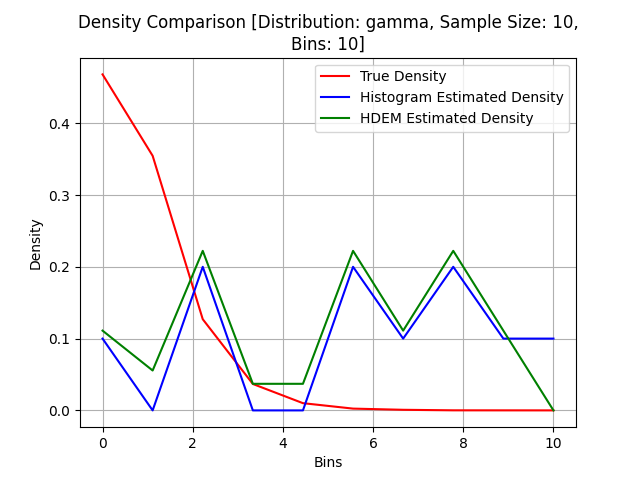 Density Comparison [Distribution: gamma, Sample Size: 10,
Bins: 10]
True Density
Histogram Estimated Density
HDEM Estimated Density
Density
0.4
0.3
0.2
0.1
0.0
0 2 4 6 8 10
Bins